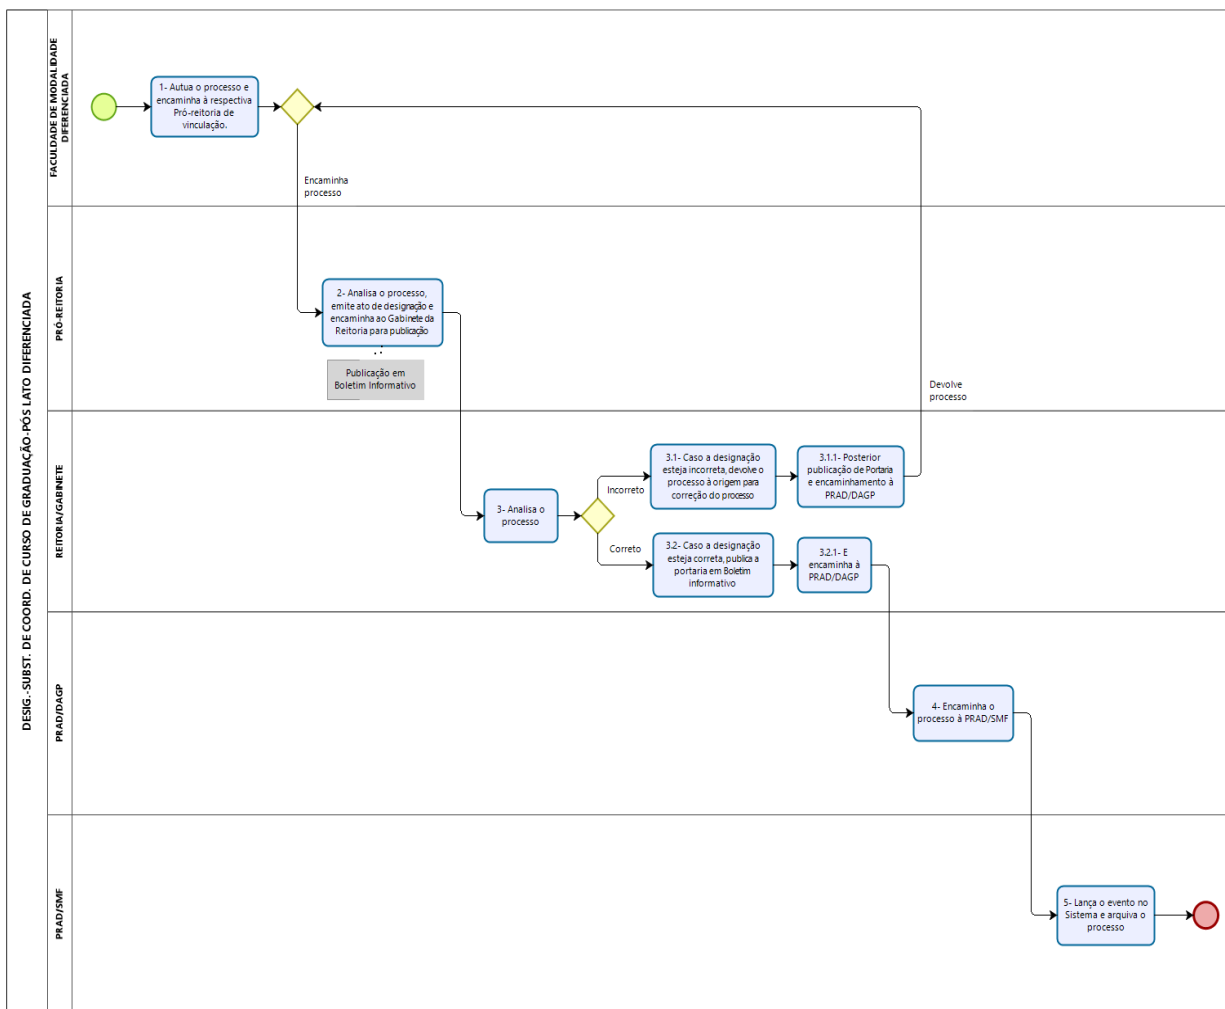 DESIG.-SUBST. DE COORD. DE CURSO DE GRADUAÇÃO-PÓS LATO DIFERENCIADA
FACULDADE DE MODALIDADE
DIFERENCIADA
1- Autua o processo e
encaminha à respectiva
Pró-reitoria de
vinculação.
Encaminha
processo
PRÓ-REITORIA
2- Analisa o processo,
emite ato de designação e
encaminha ao Gabinete da
Reitoria para publicação
Publicação em
Boletim Informativo
Devolve
processo
REITORIA/GABINETE
3- Analisa o
processo
Incorreto
3.1- Caso a designação
esteja incorreta, devolve o
processo à origem para
correção do processo
3.1.1- Posterior
publicação de Portaria
e encaminhamento à
PRAD/DAGP
Correto
3.2- Caso a designação
esteja correta, publica a
portaria em Boletim
informativo
3.2.1- E
encaminha à
PRAD/DAGP
PRAD/DAGP
4- Encaminha o
processo à PRAD/SMF
PRAD/SMF
5- Lança o evento no
Sistema e arquiva o
processo